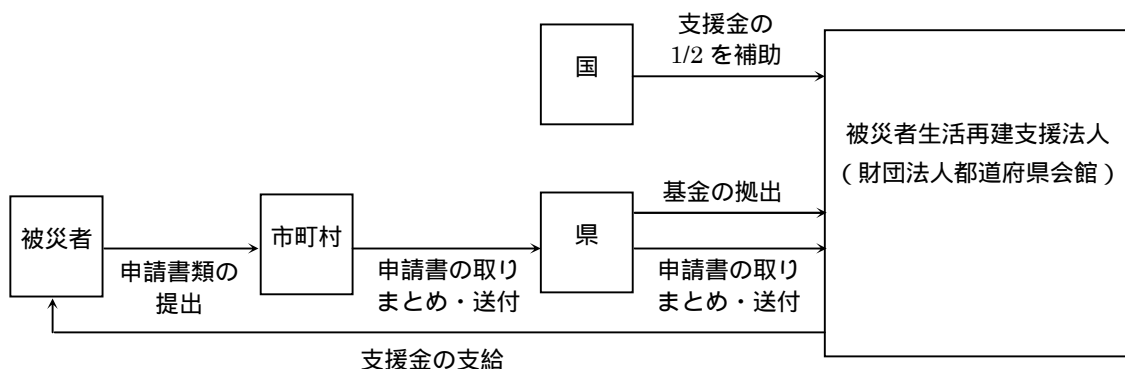 支援金の
1/2 を補助
国
被災者生活再建支援法人
（財団法人都道府県会館）
基金の拠出
被災者
市町村
県
申請書類の
提出
申請書の取り
まとめ・送付
申請書の取り
まとめ・送付
支援金の支給